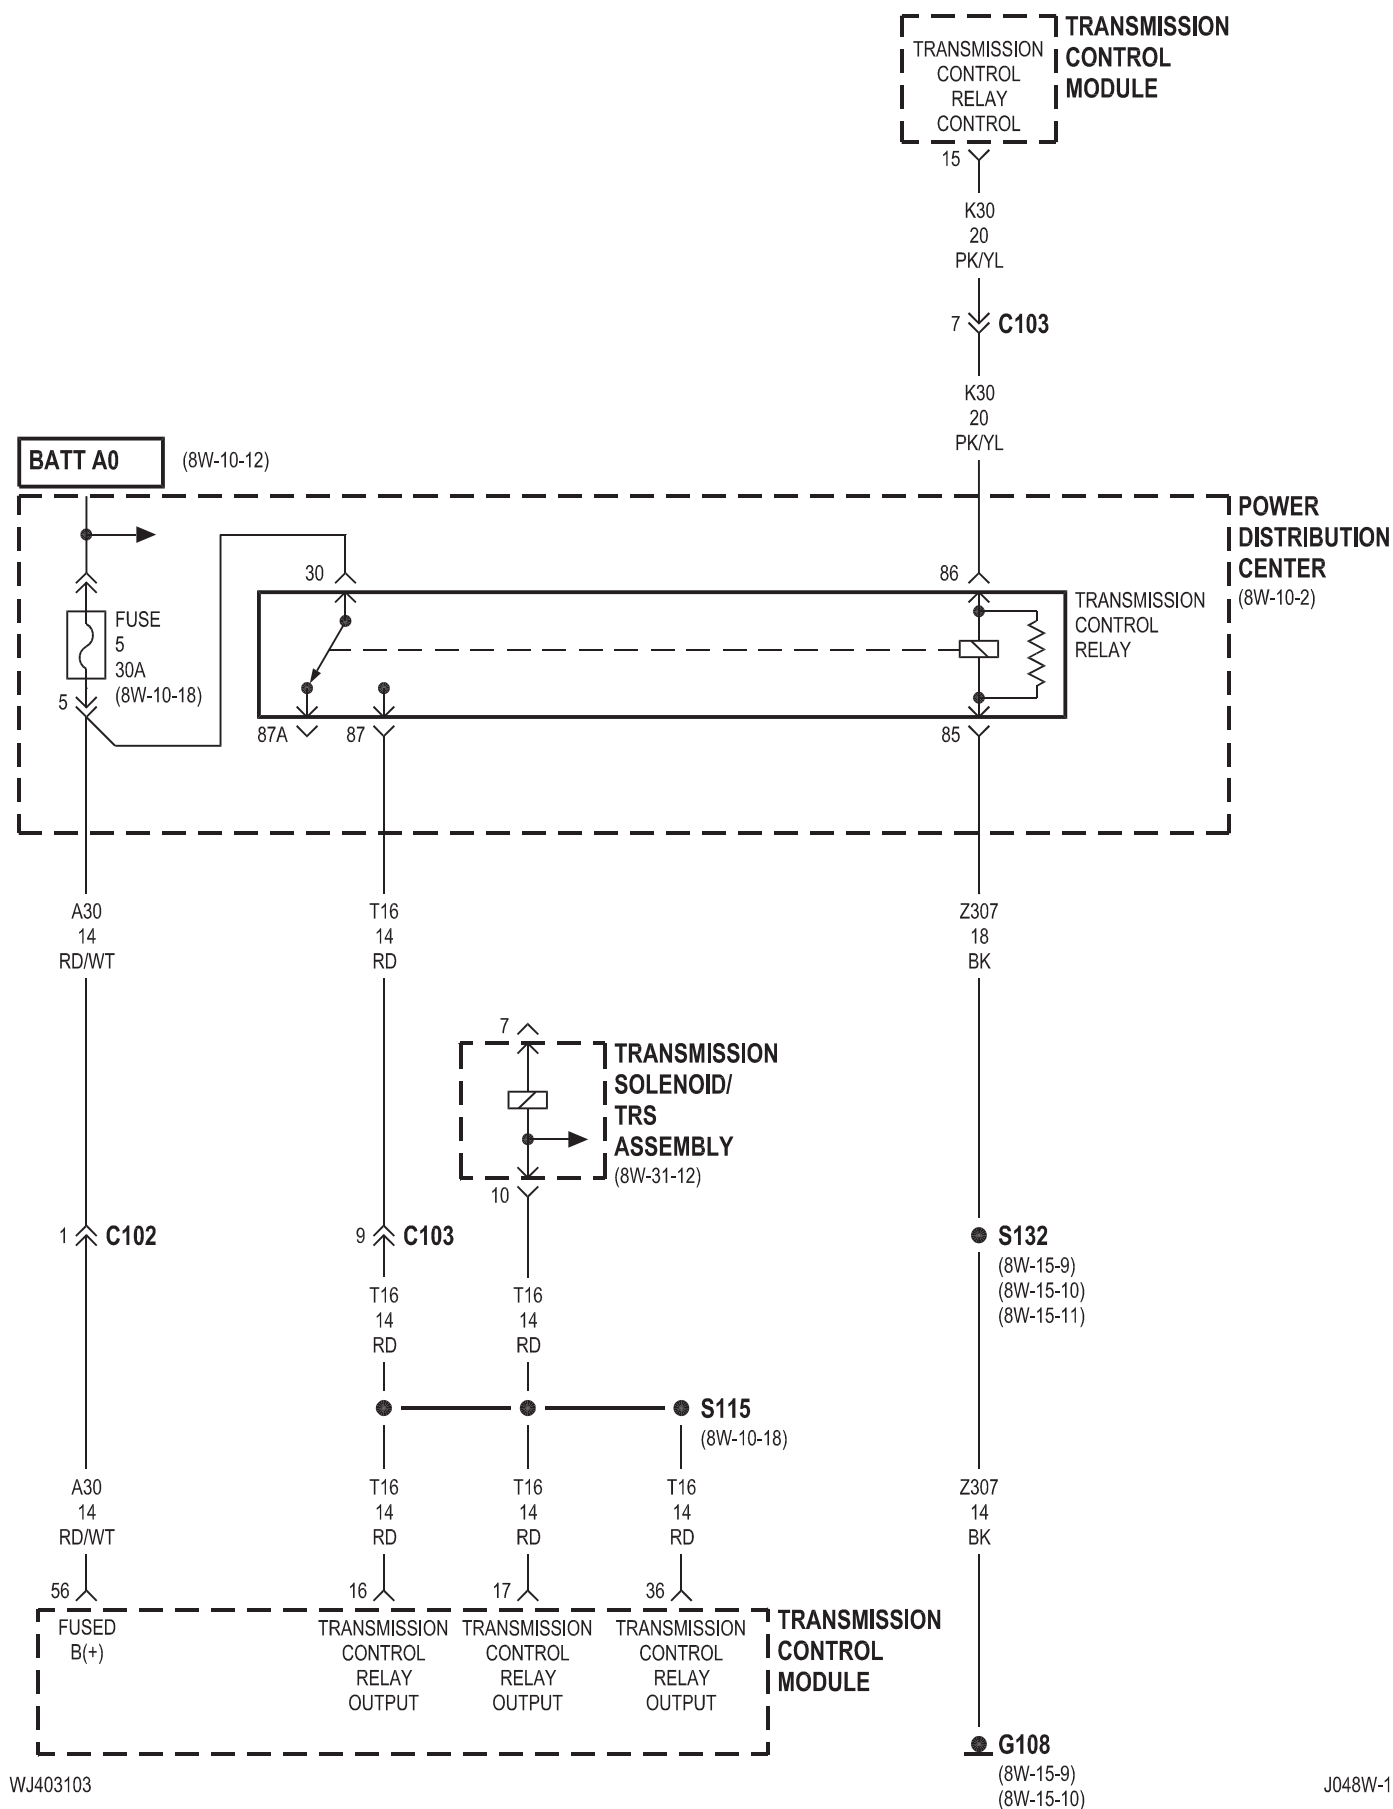 TRANSMISSION
CONTROL
RELAY
CONTROL
TRANSMISSION
CONTROL
MODULE
15
K30
20
PK/YL
7
C103
K30
20
PK/YL
BATT A0
(8W-10-12)
POWER
DISTRIBUTION
CENTER
(8W-10-2)
30
86
FUSE
5
30A
(8W-10-18)
5
TRANSMISSION
CONTROL
RELAY
87A
87
85
A30
14
RD/WT
T16
14
RD
Z307
18
BK
7
TRANSMISSION
SOLENOID/
TRS
ASSEMBLY
(8W-31-12)
10
1
C102
9
C103
S132
(8W-15-9)
(8W-15-10)
(8W-15-11)
T16
14
RD
T16
14
RD
S115
(8W-10-18)
A30
14
RD/WT
T16
14
RD
T16
14
RD
T16
14
RD
Z307
14
BK
56
16
17
36
FUSED
B(+)
TRANSMISSION
CONTROL
RELAY
OUTPUT
TRANSMISSION
CONTROL
RELAY
OUTPUT
TRANSMISSION
CONTROL
RELAY
OUTPUT
TRANSMISSION
CONTROL
MODULE
G108
(8W-15-9)
(8W-15-10)
WJ403103
J048W-1